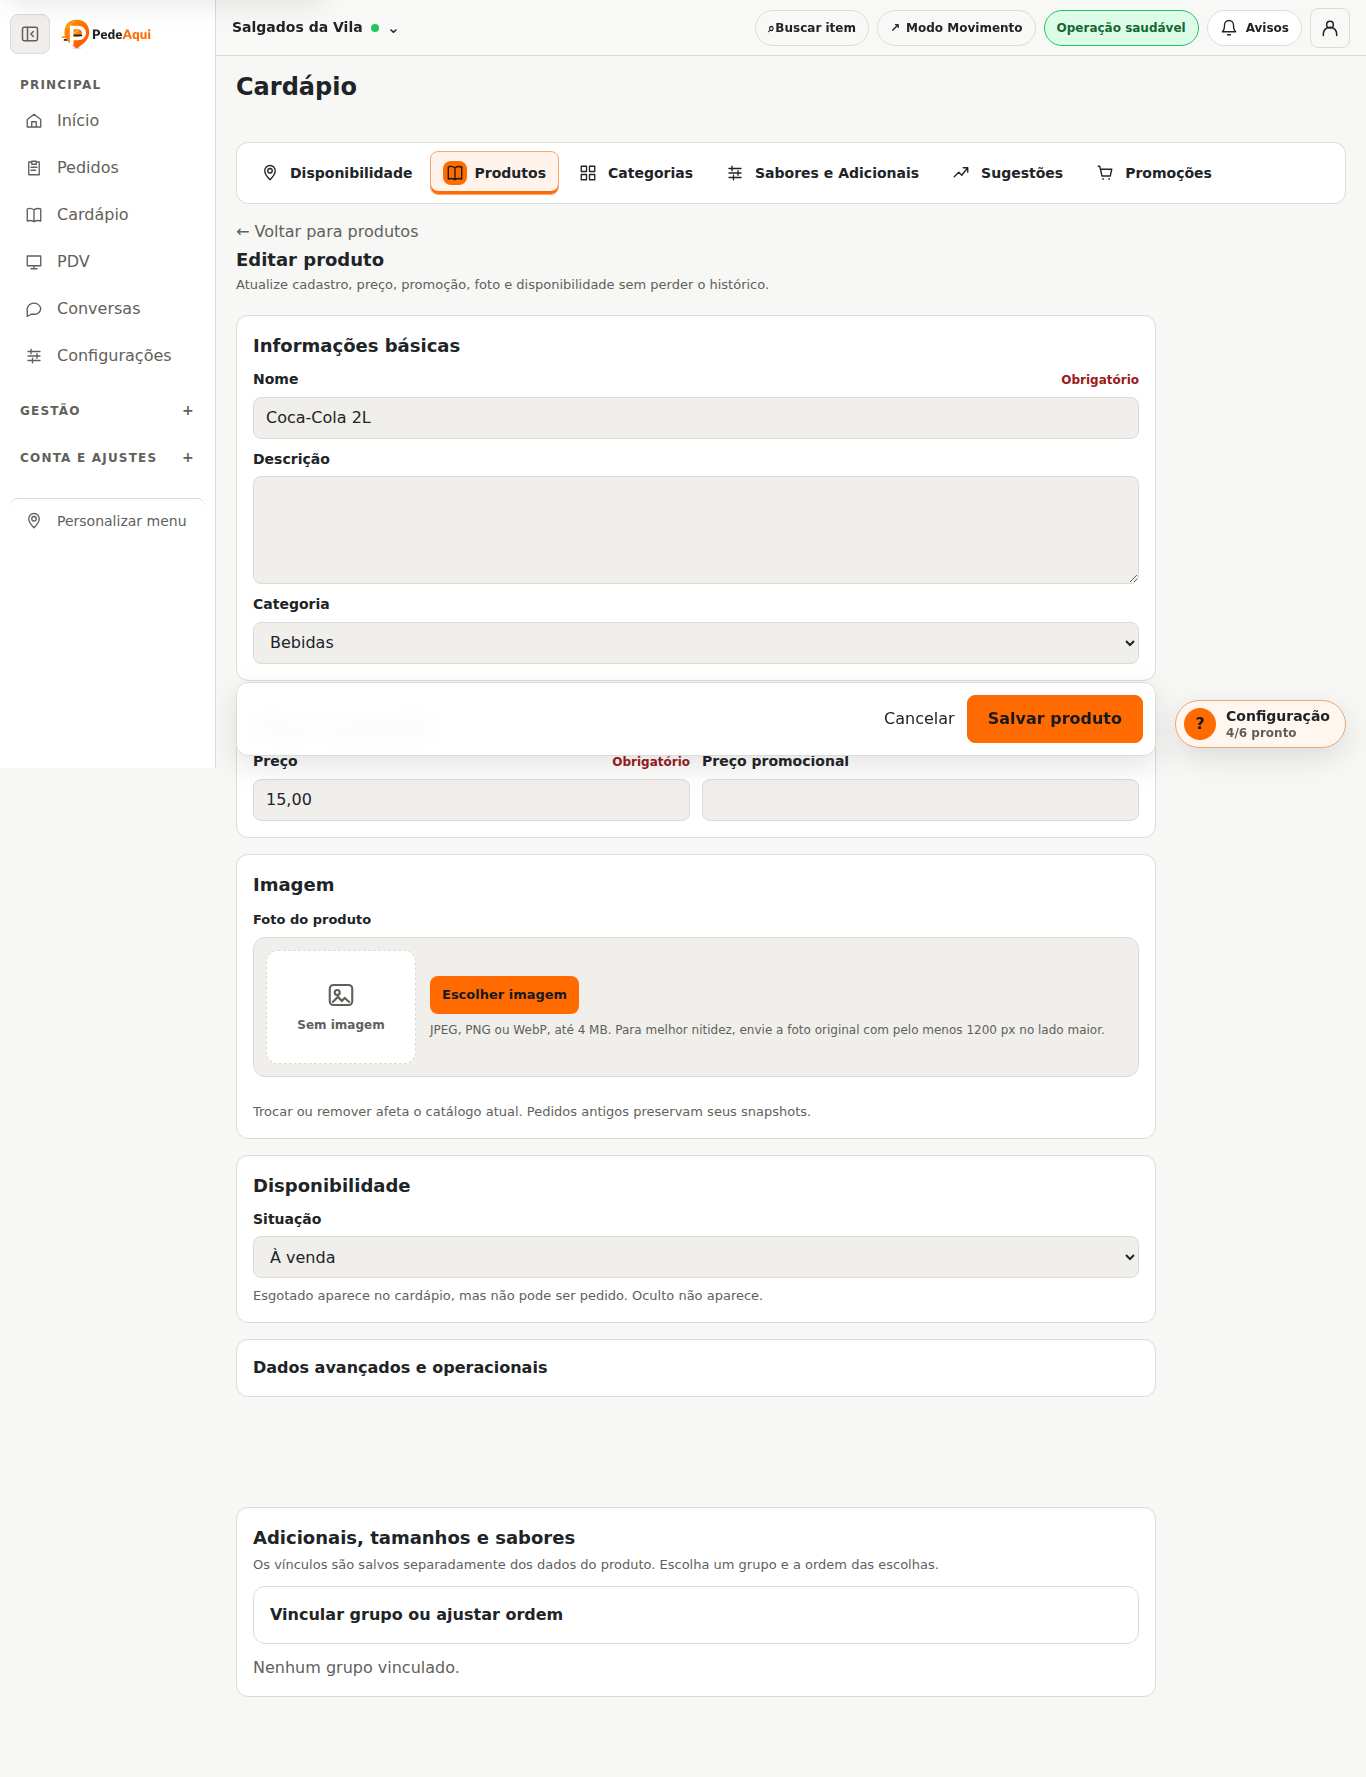 PedeAqui
PRINCIPAL
Início
Pedidos
Cardápio
PDV
Conversas
Configurações
GESTÃO +
CONTA E AJUSTES +
Personalizar menu
Salgados da Vila
Buscar item
↗ Modo Movimento
Operação saudável
Avisos
Cardápio
Disponibilidade
Produtos
Categorias
Sabores e Adicionais
Sugestões
Promoções
← Voltar para produtos
Editar produto
Atualize cadastro, preço, promoção, foto e disponibilidade sem perder o histórico.
Informações básicas
Nome Obrigatório
Coca-Cola 2L
Descrição
Categoria
Bebidas
Cancelar
Salvar produto
? Configuração
4/6 pronto
Preço Obrigatório
Preço promocional
15,00
Imagem
Foto do produto
Sem imagem
Escolher imagem
JPEG, PNG ou WebP, até 4 MB. Para melhor nitidez, envie a foto original com pelo menos 1200 px no lado maior.
Trocar ou remover afeta o catálogo atual. Pedidos antigos preservam seus snapshots.
Disponibilidade
Situação
À venda
Esgotado aparece no cardápio, mas não pode ser pedido. Oculto não aparece.
Dados avançados e operacionais
Adicionais, tamanhos e sabores
Os vínculos são salvos separadamente dos dados do produto. Escolha um grupo e a ordem das escolhas.
Vincular grupo ou ajustar ordem
Nenhum grupo vinculado.